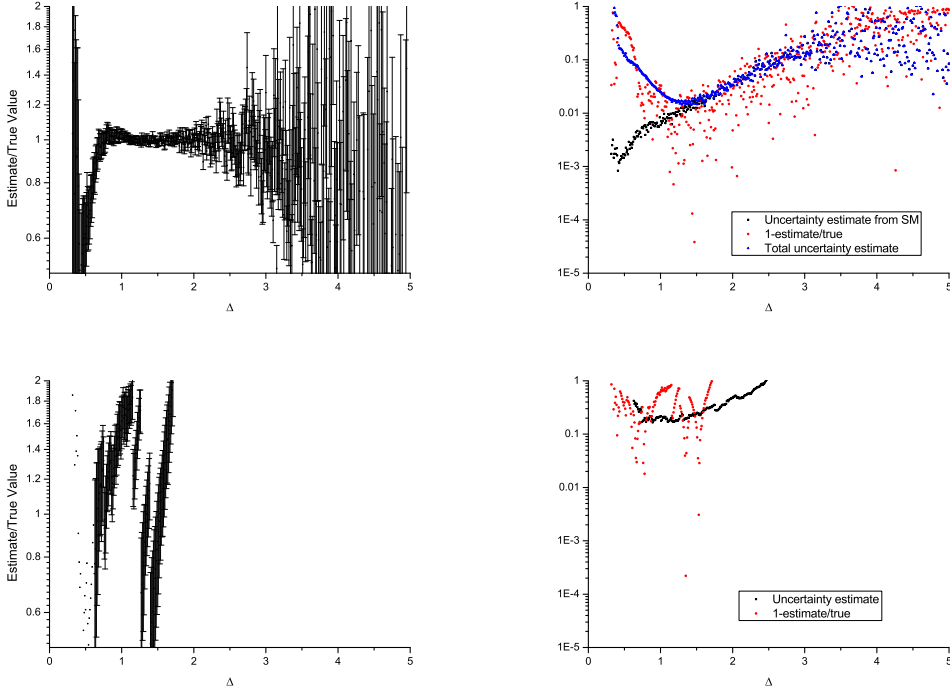 2
1.8
1.6
1.4
1.2
1
0.8
0.6
Estimate/True Value
0 1 2 3 4 5
Δ
1
0.1
0.01
1E-3
1E-4
1E-5
Uncertainty estimate from SM
1-estimate/true
Total uncertainty estimate
0 1 2 3 4 5
Δ
2
1.8
1.6
1.4
1.2
1
0.8
0.6
Estimate/True Value
0 1 2 3 4 5
Δ
1
0.1
0.01
1E-3
1E-4
1E-5
Uncertainty estimate
1-estimate/true
0 1 2 3 4 5
Δ